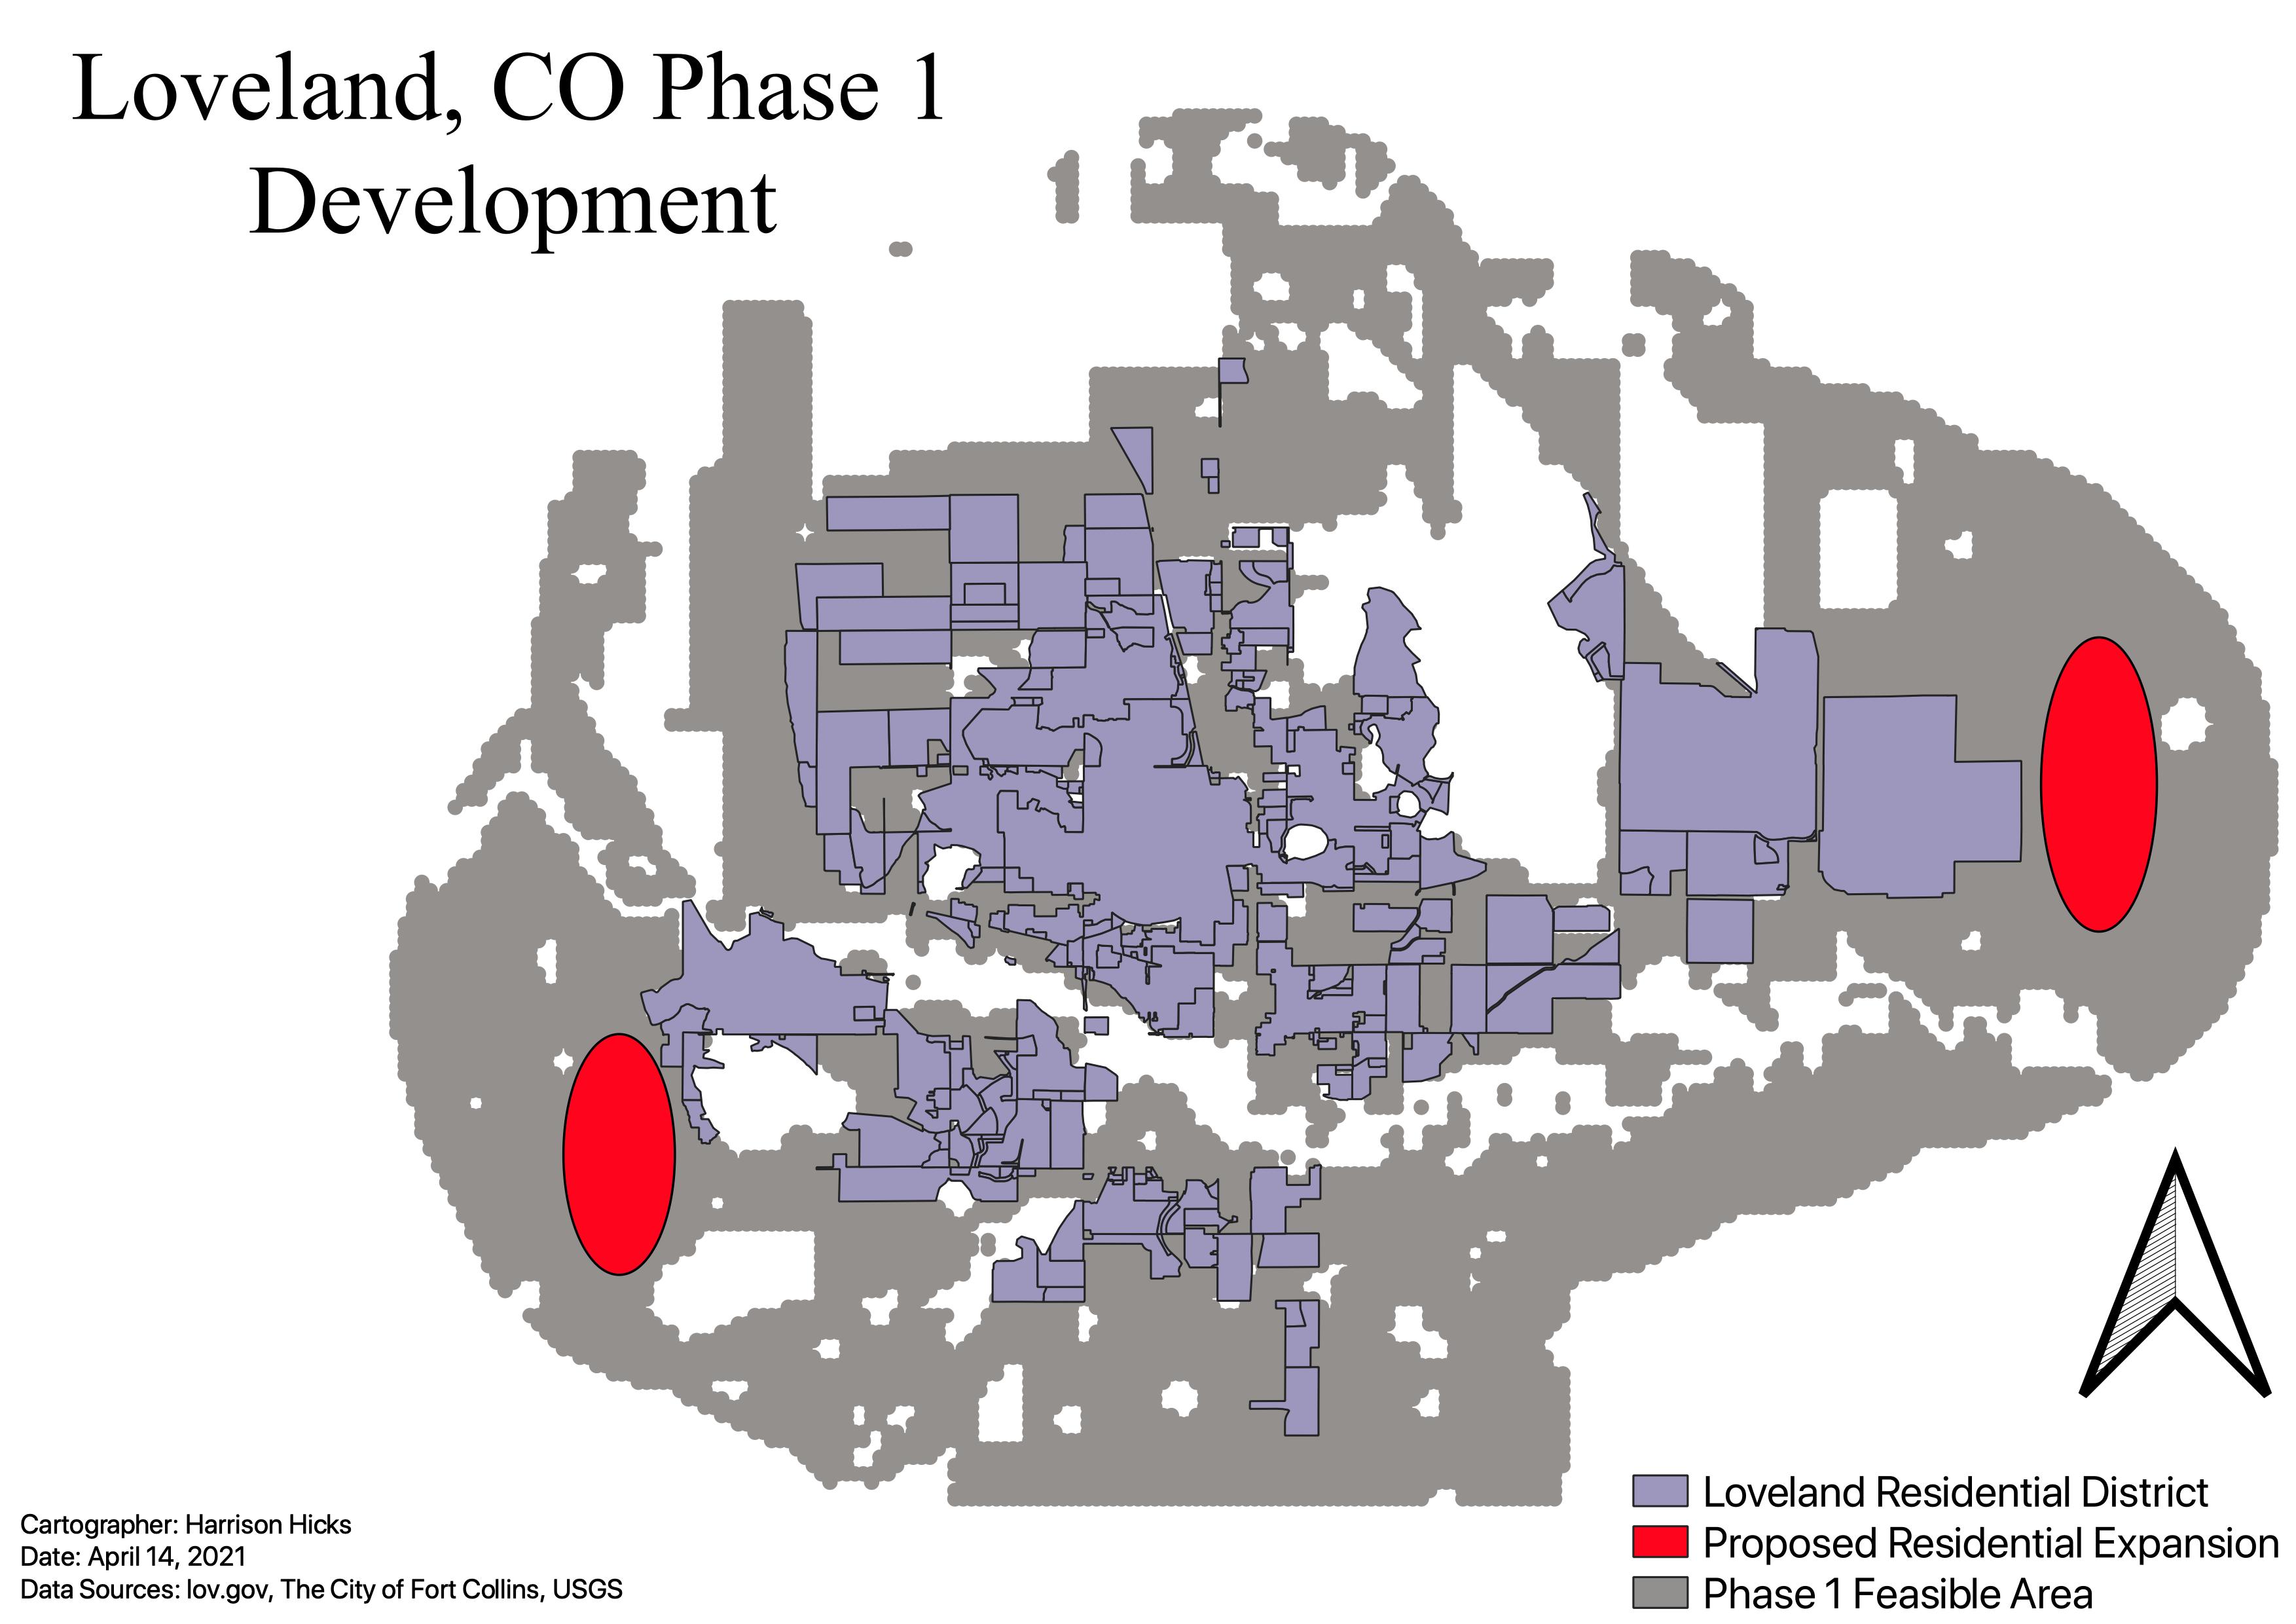 Loveland, CO Phase 1
Development
Loveland Residential District
Proposed Residential Expansion
Phase 1 Feasible Area
Cartographer: Harrison Hicks
Date: April 14, 2021
Data Sources: lov.gov, The City of Fort Collins, USGS